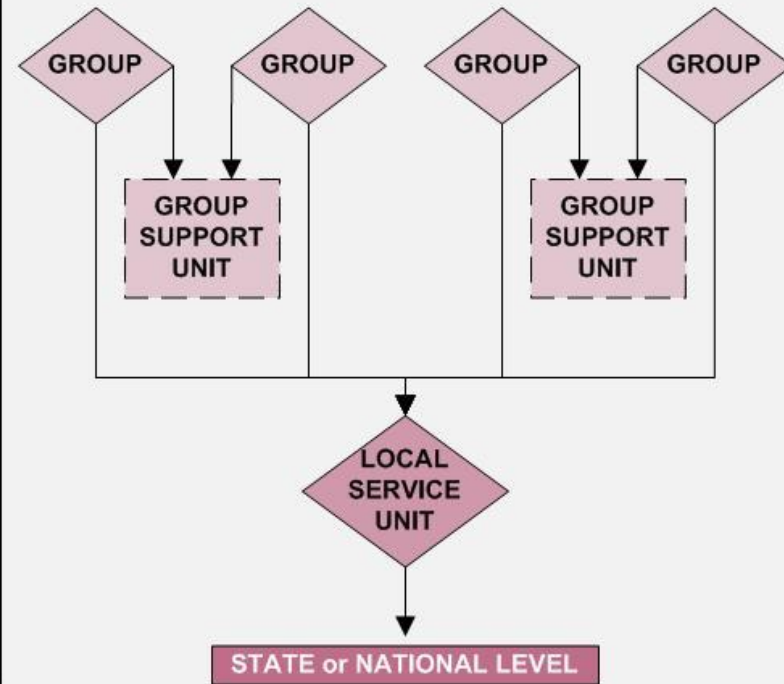 GROUP
GROUP
GROUP
GROUP
GROUP
SUPPORT
UNIT
GROUP
SUPPORT
UNIT
LOCAL
SERVICE
UNIT
STATE or NATIONAL LEVEL